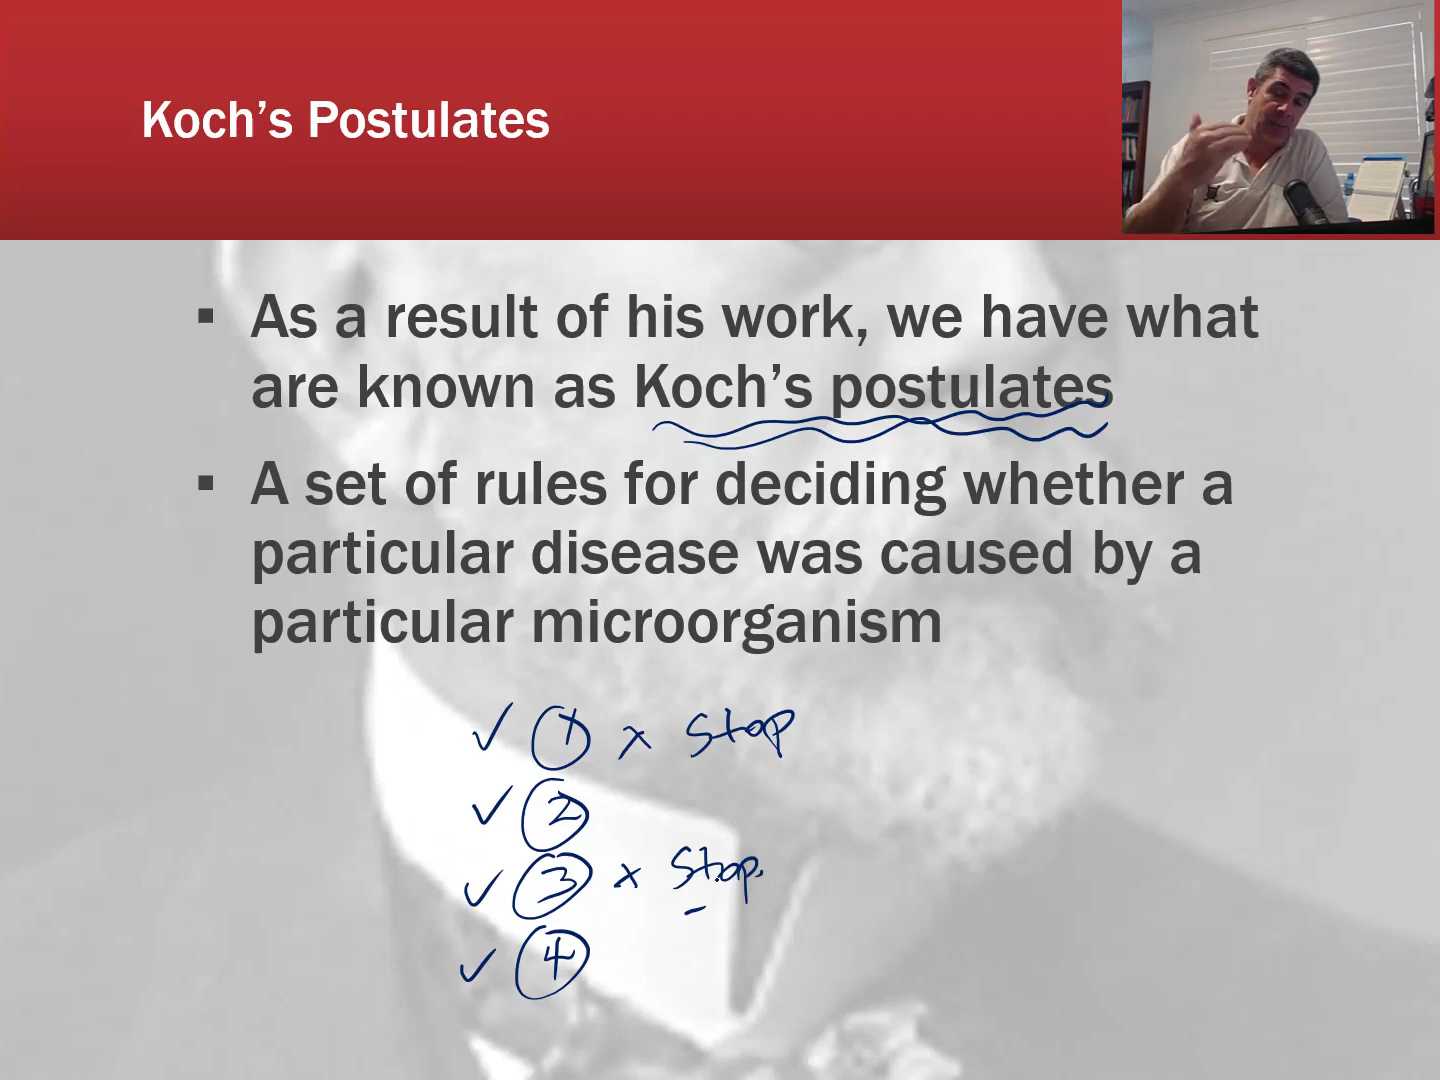 Koch’s Postulates
▪ As a result of his work, we have what
are known as Koch’s postulates
▪ A set of rules for deciding whether a
particular disease was caused by a
particular microorganism
✓ 1 x Stop
✓ 2
✓ 3 x Stop.
✓ 4